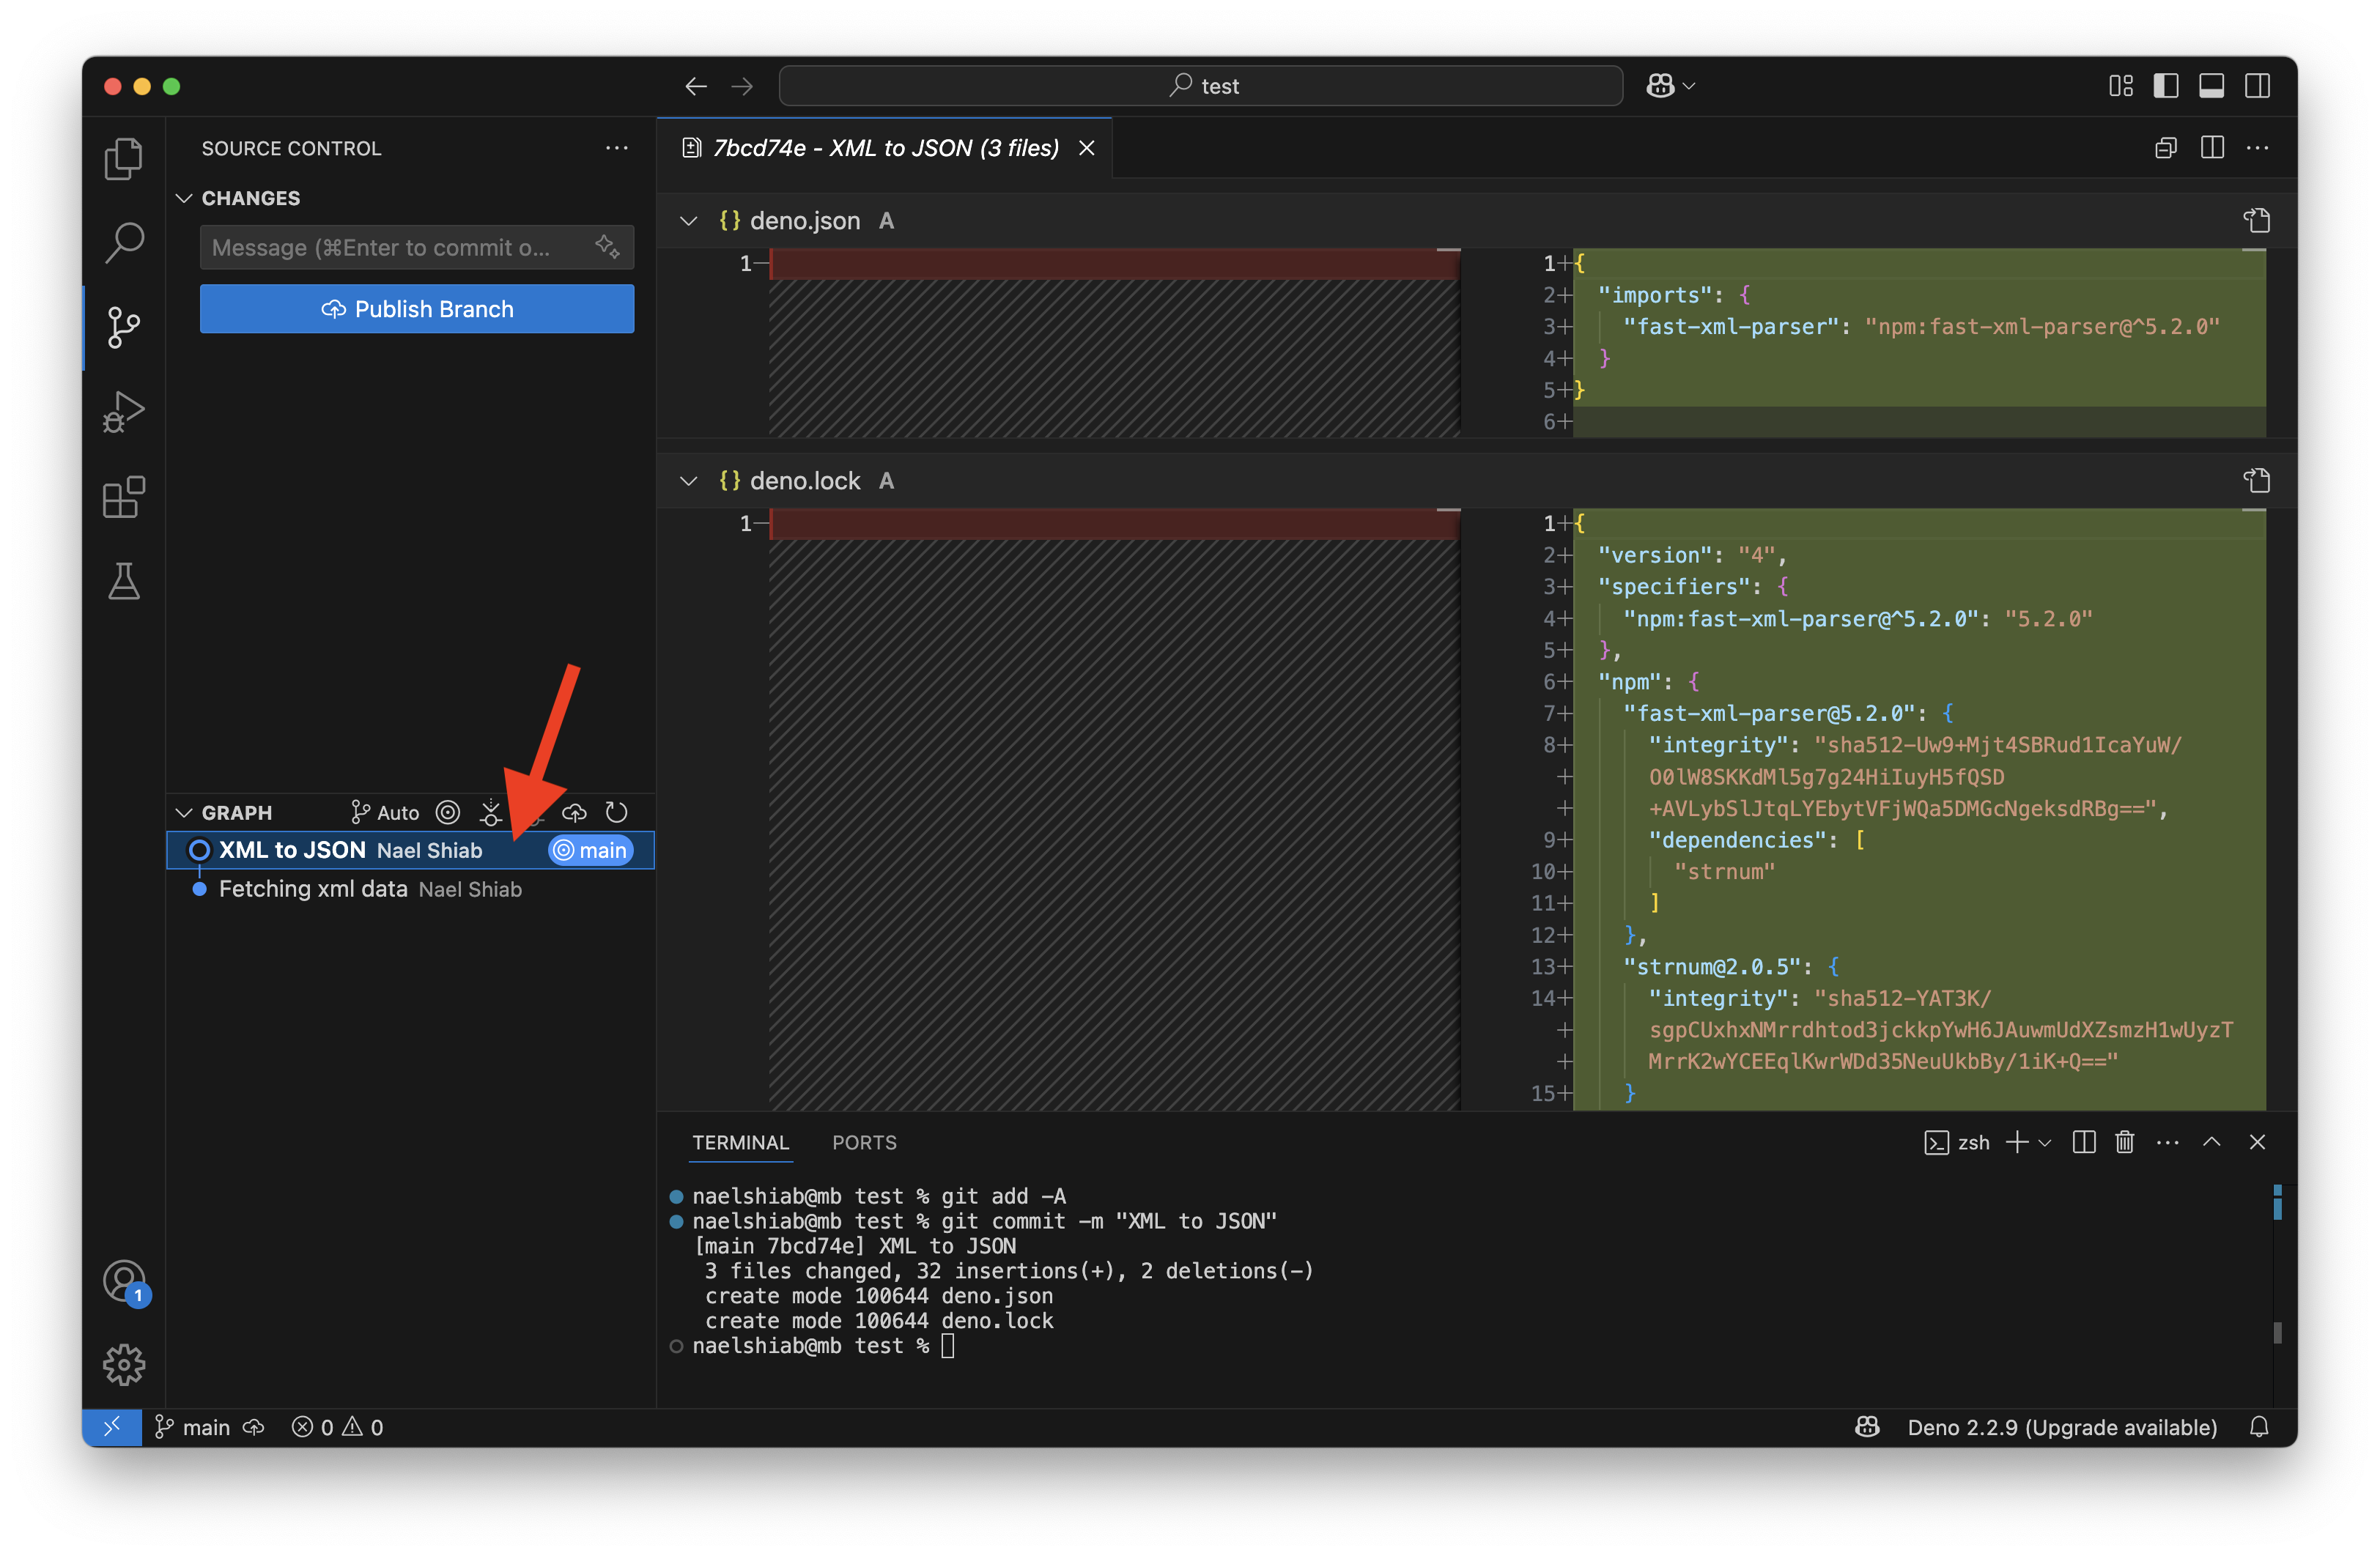 test
SOURCE CONTROL
CHANGES
Message (⌘Enter to commit o...
Publish Branch
GRAPH
Auto
XML to JSON Nael Shiab main
Fetching xml data Nael Shiab
7bcd74e - XML to JSON (3 files)
{} deno.json A
1—
1+{
2+ "imports": {
3+ "fast-xml-parser": "npm:fast-xml-parser@^5.2.0"
4+ }
5+}
6+
{} deno.lock A
1—
1+{
2+ "version": "4",
3+ "specifiers": {
4+ "npm:fast-xml-parser@^5.2.0": "5.2.0"
5+ },
6+ "npm": {
7+ "fast-xml-parser@5.2.0": {
8+ "integrity": "sha512-Uw9+Mjt4SBRud1IcaYuW/
+ O0lW8SKKdMl5g7g24HiIuyH5fQSD
+ +AVLybSlJtqLYEbytVFjWQa5DMGcNgeksdRBg==",
9+ "dependencies": [
10+ "strnum"
11+ ]
12+ },
13+ "strnum@2.0.5": {
14+ "integrity": "sha512-YAT3K/
+ sgpCUxhxNMrrdhtod3jckkpYwH6JAuwmUdXZsmzH1wUyzT
+ MrrK2wYCEEqlKwrWDd35NeuUkbBy/1iK+Q=="
15+ }
TERMINAL PORTS
zsh
naelshiab@mb test % git add -A
naelshiab@mb test % git commit -m "XML to JSON"
[main 7bcd74e] XML to JSON
3 files changed, 32 insertions(+), 2 deletions(-)
create mode 100644 deno.json
create mode 100644 deno.lock
naelshiab@mb test %
1
main
0 0
Deno 2.2.9 (Upgrade available)